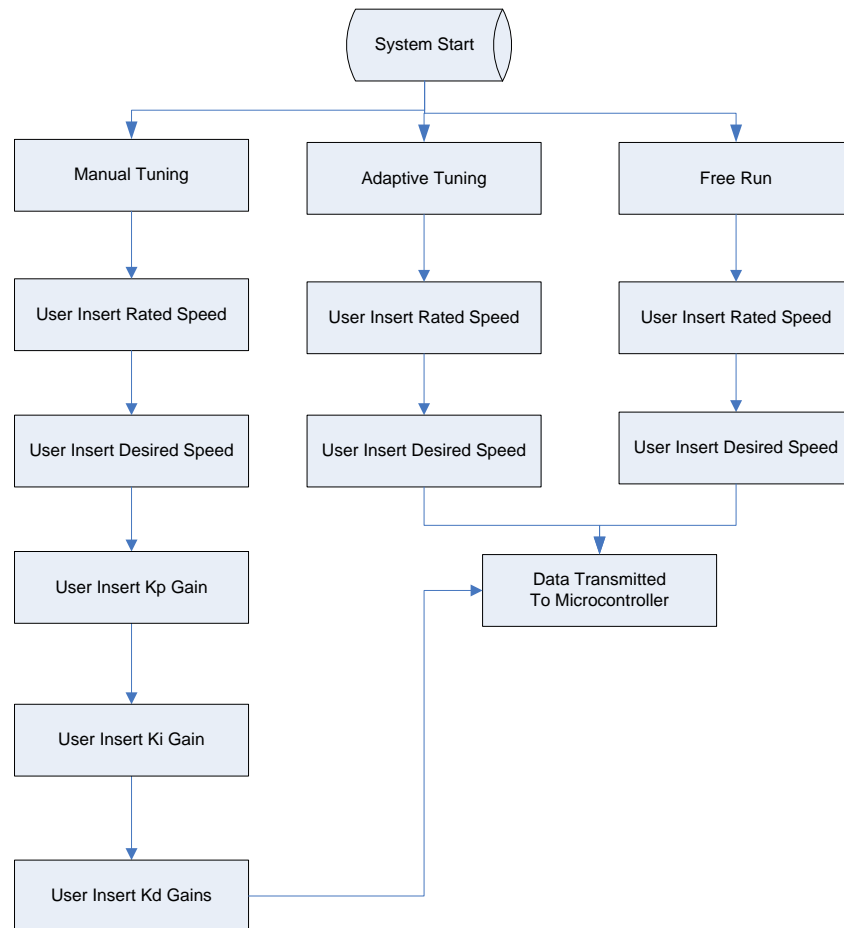 System Start
Manual Tuning
Adaptive Tuning
Free Run
User Insert Rated Speed
User Insert Rated Speed
User Insert Rated Speed
User Insert Desired Speed
User Insert Desired Speed
User Insert Desired Speed
User Insert Kp Gain
Data Transmitted
To Microcontroller
User Insert Ki Gain
User Insert Kd Gains